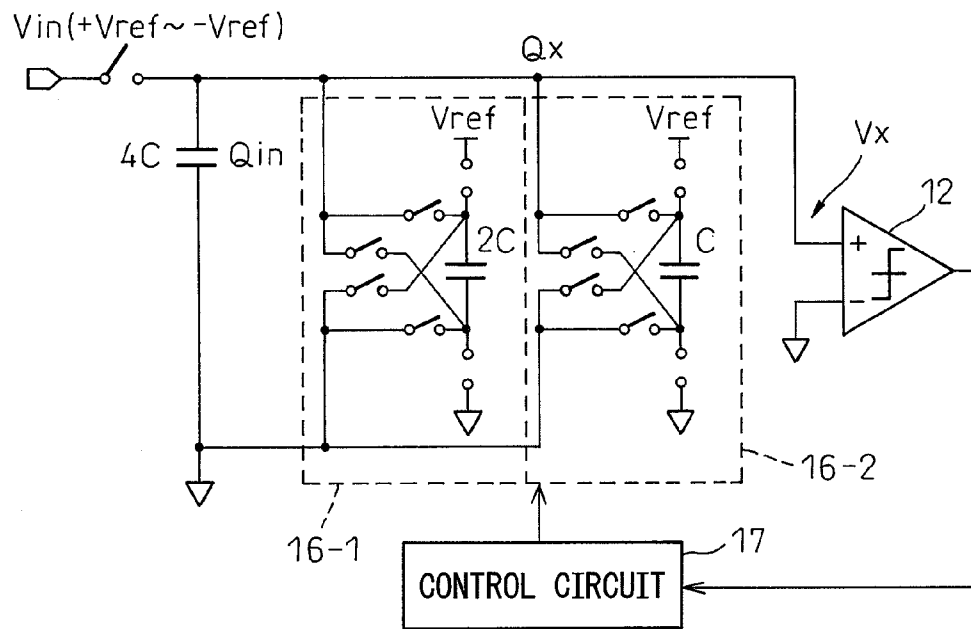 Vin(+Vref~ -Vref)
Qx
Vref
Vref
Vx
4C
Qin
12
2C
C
+
-
16-2
16-1
17
CONTROL CIRCUIT